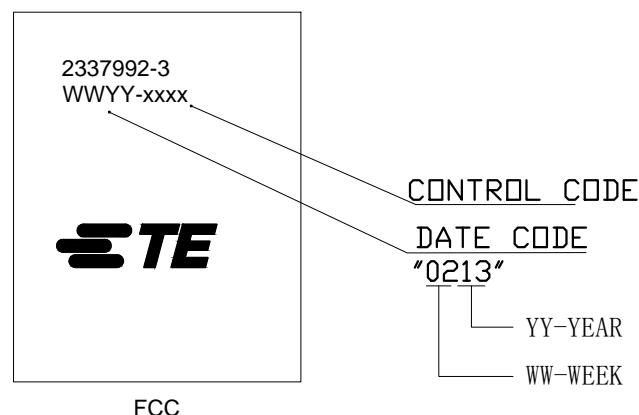 2337992-3
WWYY-xxxx
CONTROL CODE
TE
DATE CODE
"0213"
YY-YEAR
WW-WEEK
FCC